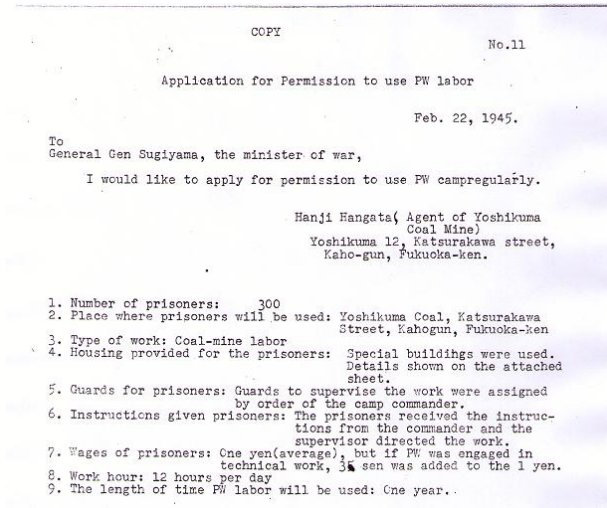 COPY
No.11
Application for Permission to use PW labor
Feb. 22, 1945.
To
General Gen Sugiyama, the minister of war,
I would like to apply for permission to use PW campregularly.
Hanji Hangata( Agent of Yoshikuma
Coal Mine)
Yoshikuma 12, Katsurakawa street,
Kaho-gun, Fukuoka-ken.
1. Number of prisoners: 300
2. Place where prisoners will be used: Yoshikuma Coal, Katsurakawa
Street, Kahogun, Fukuoka-ken
3. Type of work: Coal-mine labor
4. Housing provided for the prisoners: Special buildihgs were used.
Details shown on the attached
sheet.
5. Guards for prisoners: Guards to supervise the work were assigned
by order of the camp commander.
6. Instructions given prisoners: The prisoners received the instruc-
tions from the commander and the
supervisor directed the work.
7. Wages of prisoners: One yen(average), but if PW was engaged in
technical work, sen was added to the 1 yen.
8. Work hour: 12 hours per day
9. The length of time PW labor will be used: One year.